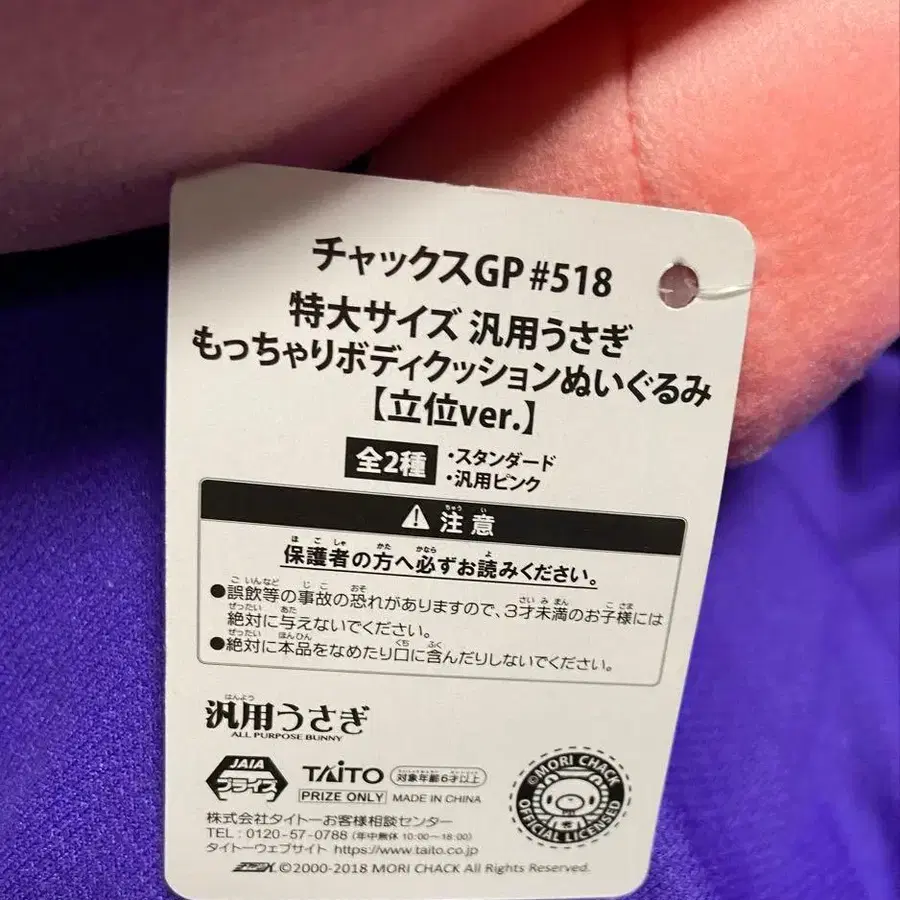 チャックスGP #518
特大サイズ 汎用うさぎ
もっちゃりボディクッションぬいぐるみ
【立位ver.】
全2種
・スタンダード
・汎用ピンク
注意
保護者の方へ必ずお読みください。
●誤飲等の事故の恐れがありますので、3才未満のお子様には
絶対に与えないでください。
●絶対に本品をなめたり口に含んだりしないでください。
はんよう
汎用うさぎ
ALL PURPOSE BUNNY
JAIA
プライズ
TAITO
対象年齢6才以上
PRIZE ONLY
MADE IN CHINA
©MORI CHACK
OFFICIAL LICENSED
株式会社タイトーお客様相談センター
TEL : 0120-57-0788 (年中無休 10:00~18:00)
タイトーウェブサイト https://www.taito.co.jp
©2000-2018 MORI CHACK All Rights Reserved.